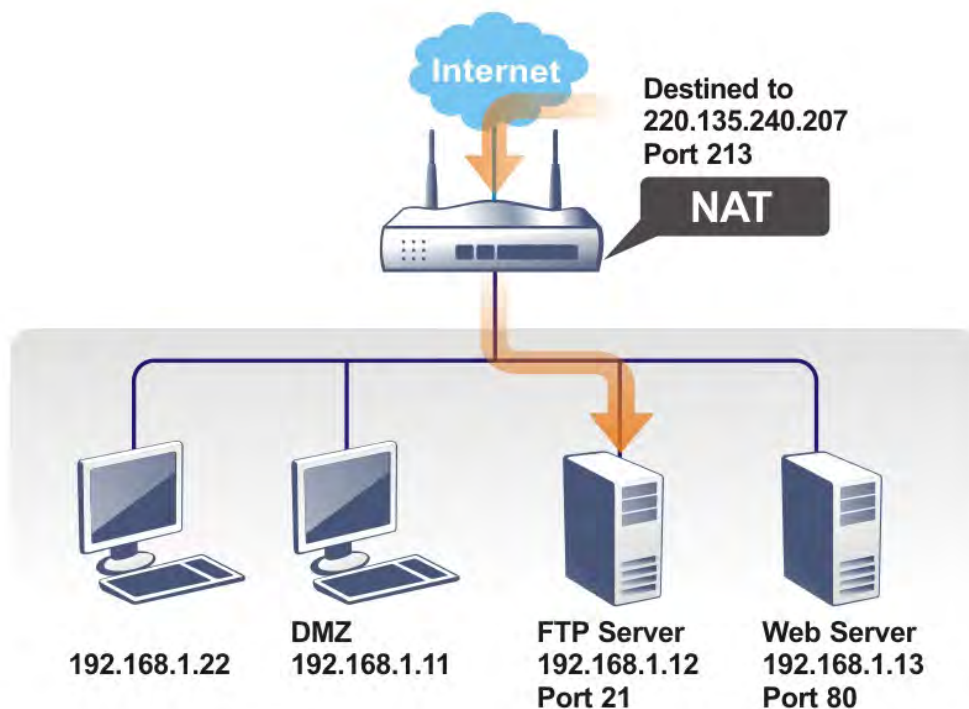 Internet
Destined to
220.135.240.207
Port 213
NAT
192.168.1.22
DMZ
192.168.1.11
FTP Server
192.168.1.12
Port 21
Web Server
192.168.1.13
Port 80